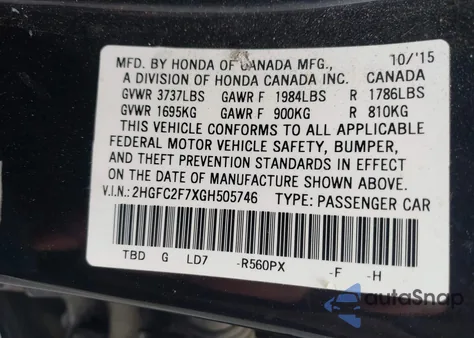 MFD. BY HONDA OF CANADA MFG., 10/'15
A DIVISION OF HONDA CANADA INC. CANADA
GVWR 3737LBS GAWR F 1984LBS R 1786LBS
GVWR 1695KG GAWR F 900KG R 810KG
THIS VEHICLE CONFORMS TO ALL APPLICABLE
FEDERAL MOTOR VEHICLE SAFETY, BUMPER,
AND THEFT PREVENTION STANDARDS IN EFFECT
ON THE DATE OF MANUFACTURE SHOWN ABOVE.
V.I.N.: 2HGFC2F7XGH505746 TYPE: PASSENGER CAR
TBD G LD7 -R560PX -F -H
autoSnap